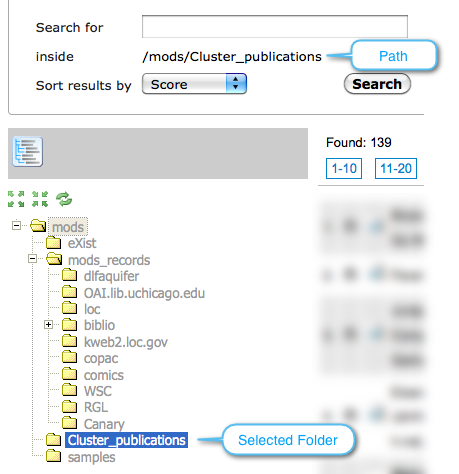 Search for
inside /mods/Cluster_publications Path
Sort results by Score Search
Found: 139
1-10 11-20
mods
eXist
mods_records
dlfaquifer
OAI.lib.uchicago.edu
loc
biblio
kweb2.loc.gov
copac
comics
WSC
RGL
Canary
Cluster_publications Selected Folder
samples